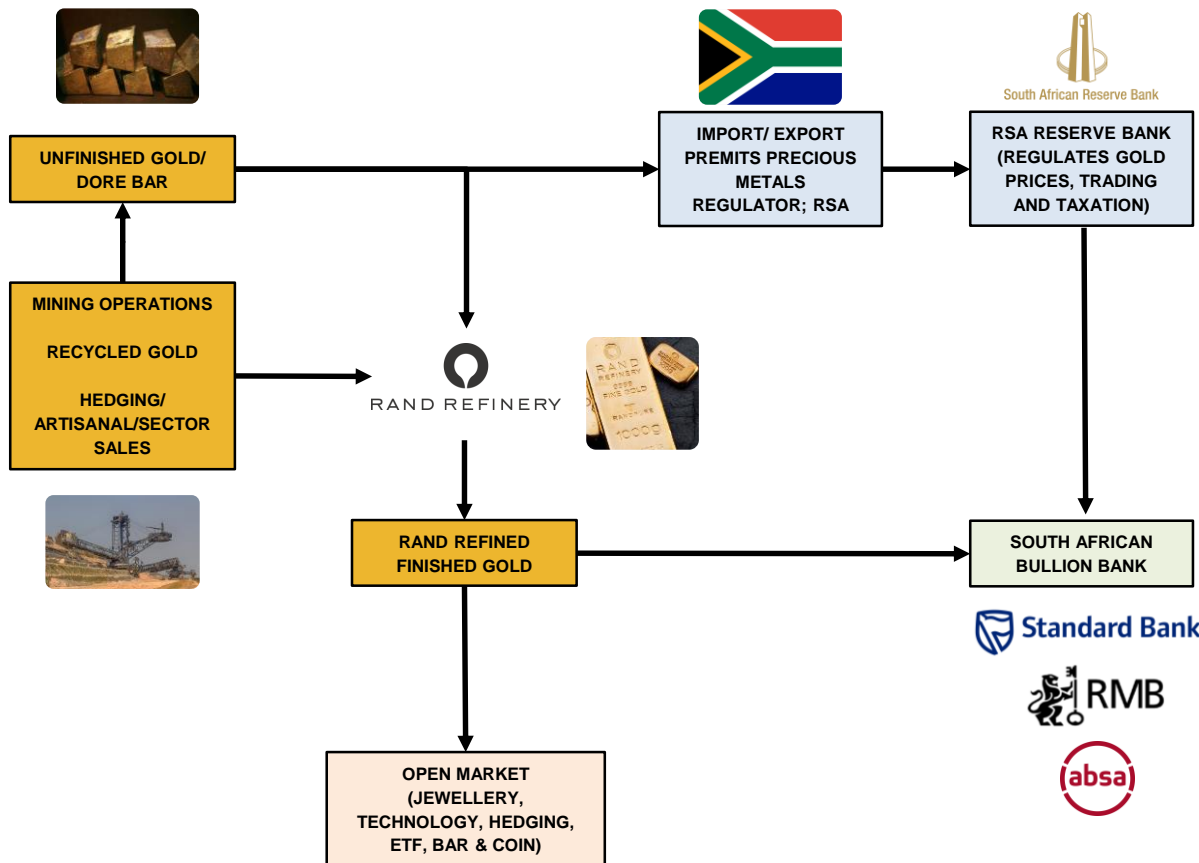 South African Reserve Bank
UNFINISHED GOLD/
DORE BAR
IMPORT/ EXPORT
PREMITS PRECIOUS
METALS
REGULATOR; RSA
RSA RESERVE BANK
(REGULATES GOLD
PRICES, TRADING
AND TAXATION)
MINING OPERATIONS
RECYCLED GOLD
HEDGING/
ARTISANAL/SECTOR
SALES
RAND REFINERY
RAND
REFINERY
FINE GOLD
1000g
RAND REFINED
FINISHED GOLD
SOUTH AFRICAN
BULLION BANK
Standard Bank
RMB
absa
OPEN MARKET
(JEWELLERY,
TECHNOLOGY, HEDGING,
ETF, BAR & COIN)